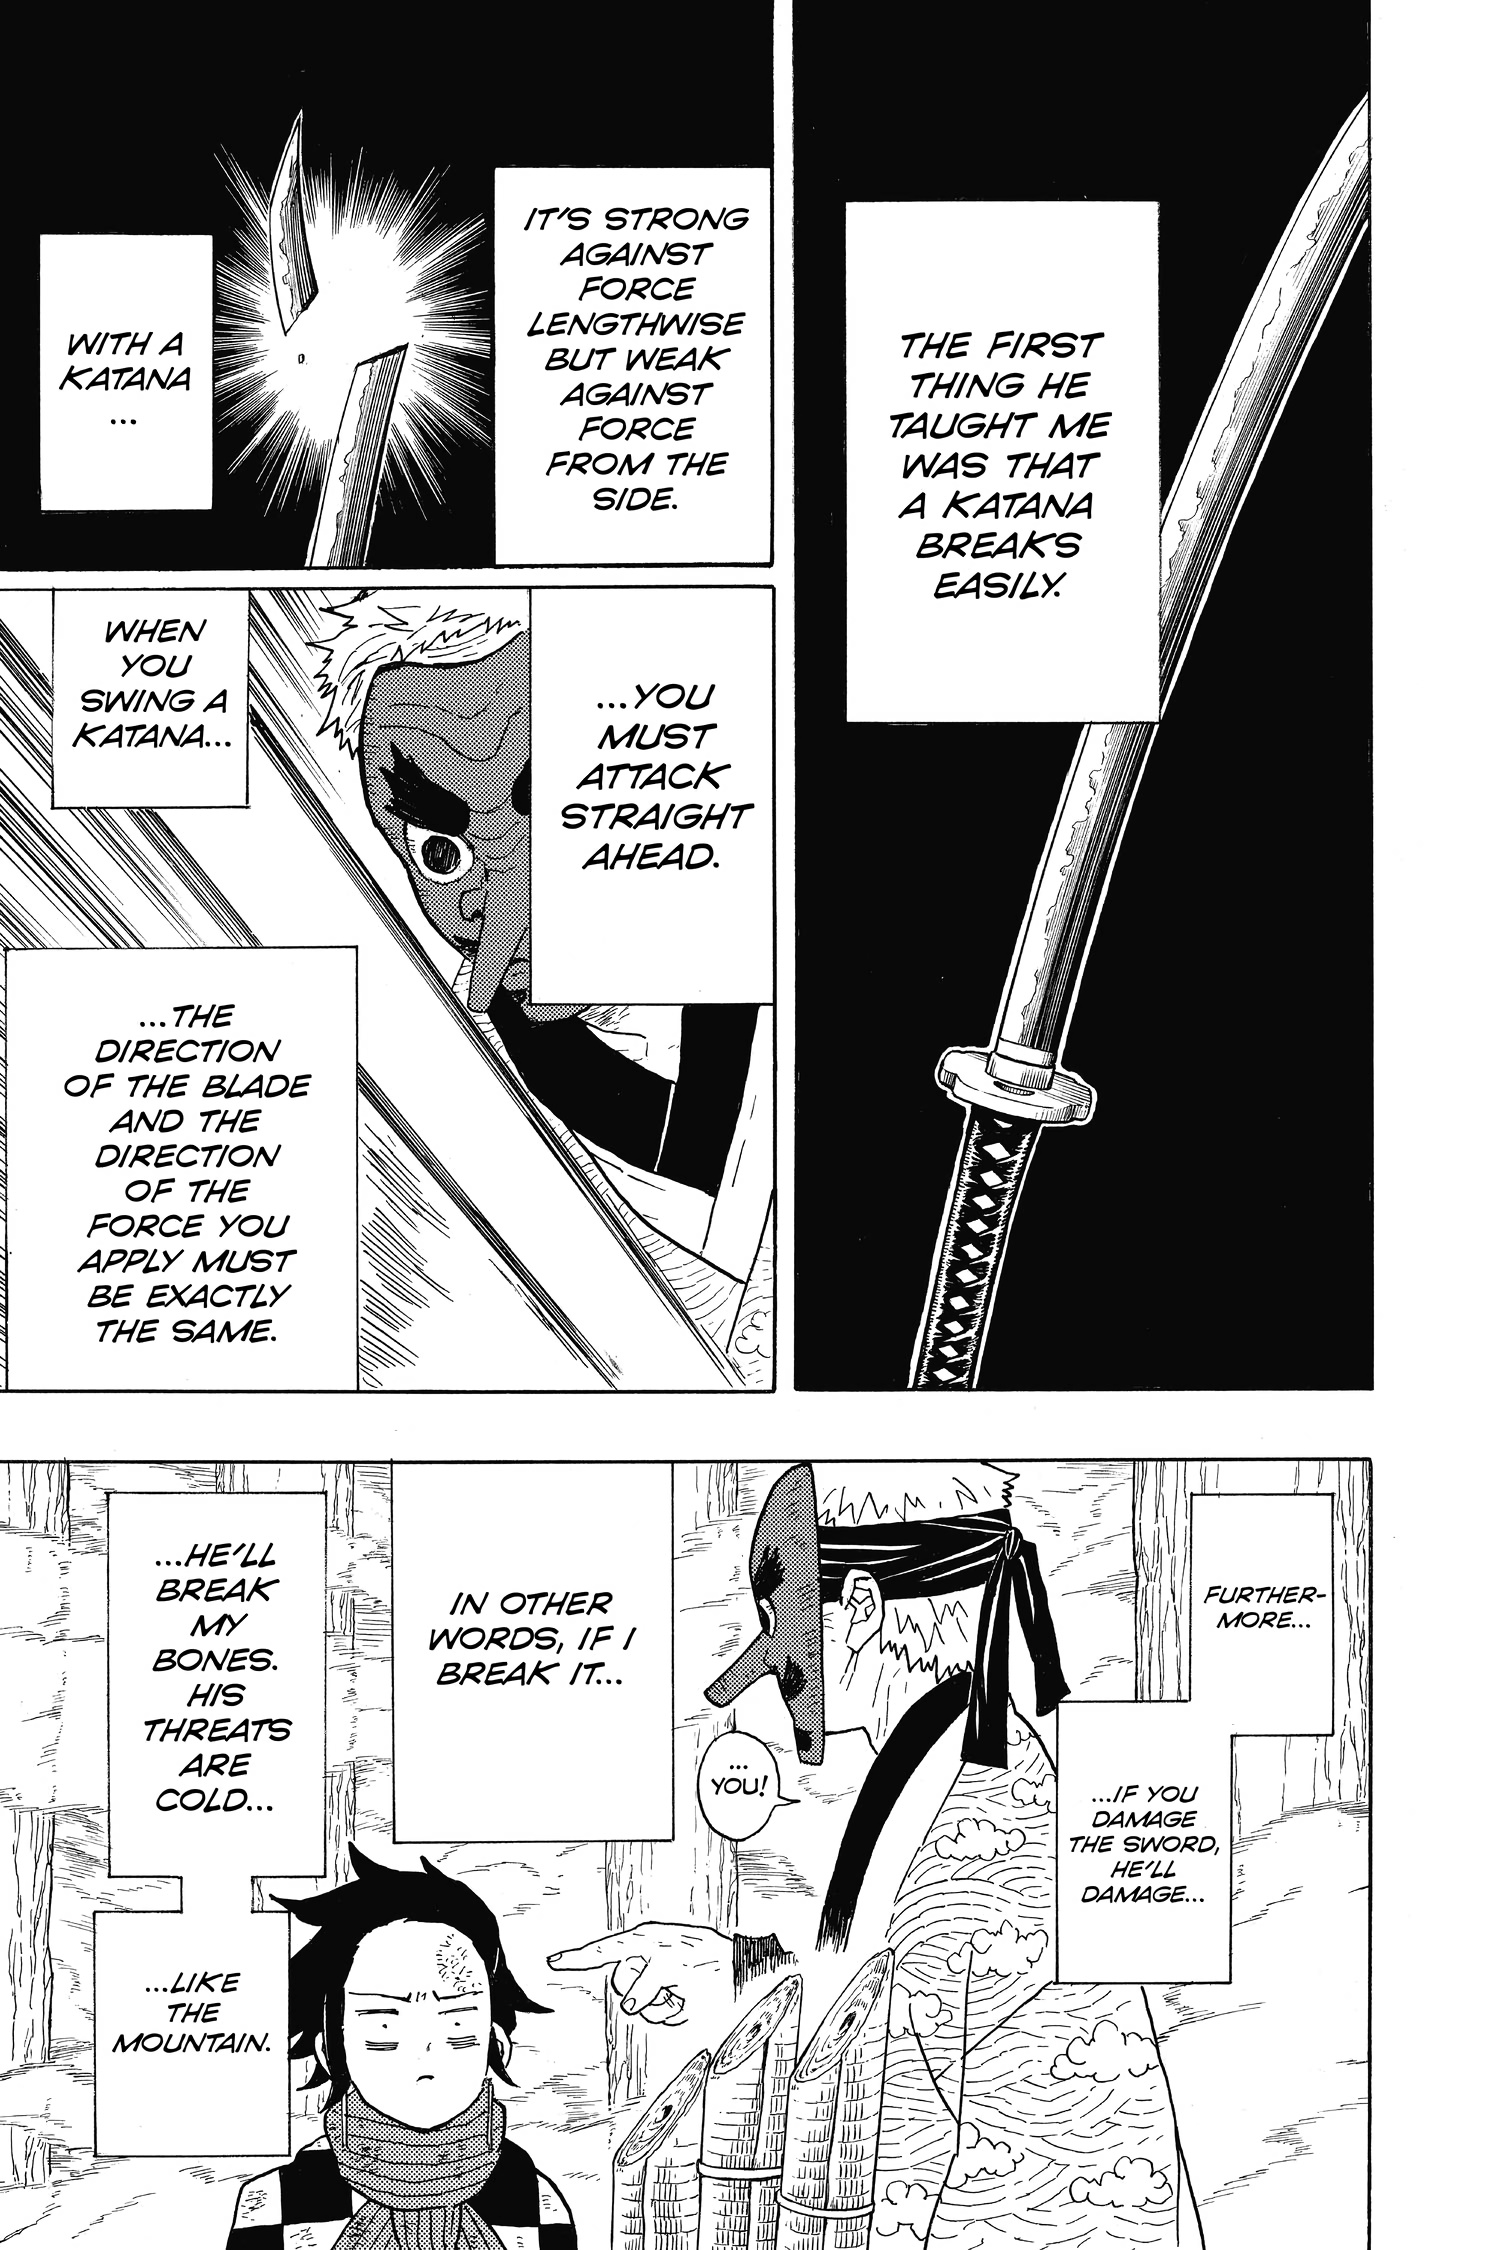 THE FIRST
THING HE
TAUGHT ME
WAS THAT
A KATANA
BREAKS
EASILY.
IT'S STRONG
AGAINST
FORCE
LENGTHWISE
BUT WEAK
AGAINST
FORCE
FROM THE
SIDE.
WITH A
KATANA
...
...YOU
MUST
ATTACK
STRAIGHT
AHEAD.
WHEN
YOU
SWING A
KATANA...
...THE
DIRECTION
OF THE BLADE
AND THE
DIRECTION
OF THE
FORCE YOU
APPLY MUST
BE EXACTLY
THE SAME.
FURTHER-
MORE...
...IF YOU
DAMAGE
THE SWORD,
HE'LL
DAMAGE...
...
YOU!
IN OTHER
WORDS, IF I
BREAK IT...
...HE'LL
BREAK
MY
BONES.
HIS
THREATS
ARE
COLD...
...LIKE
THE
MOUNTAIN.